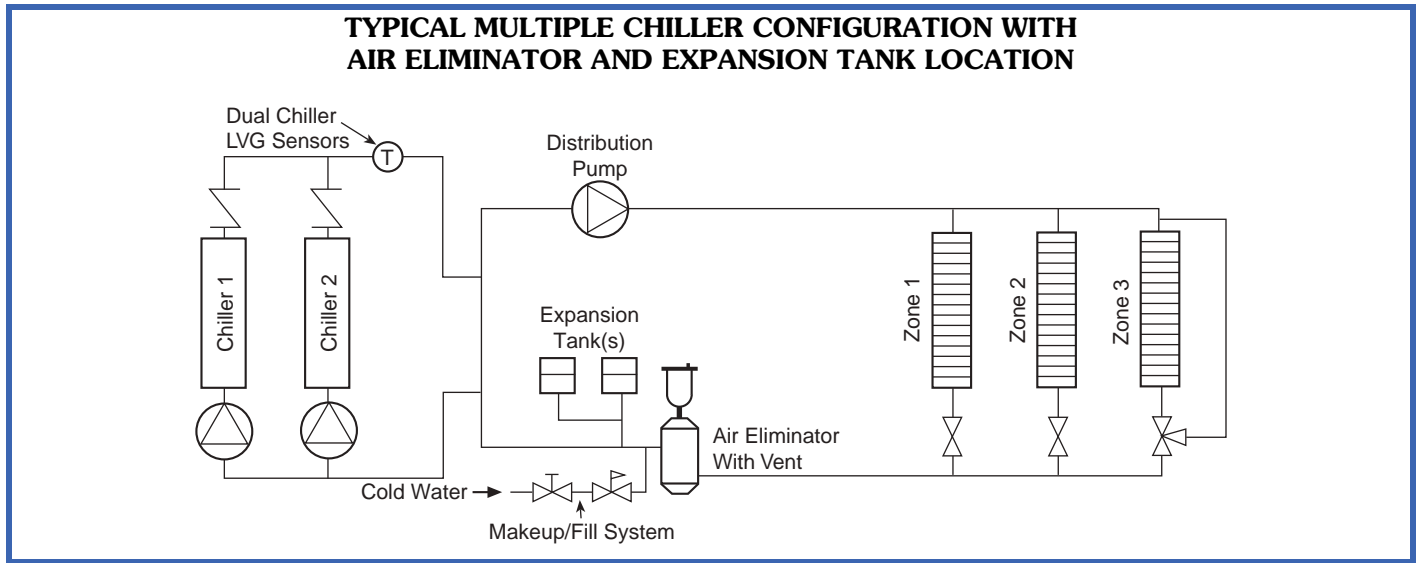 TYPICAL MULTIPLE CHILLER CONFIGURATION WITH
AIR ELIMINATOR AND EXPANSION TANK LOCATION
Dual Chiller
LVG Sensors
T
Distribution
Pump
Chiller 1
Chiller 2
Zone 1
Zone 2
Zone 3
Expansion
Tank(s)
Air Eliminator
With Vent
Cold Water
Makeup/Fill System